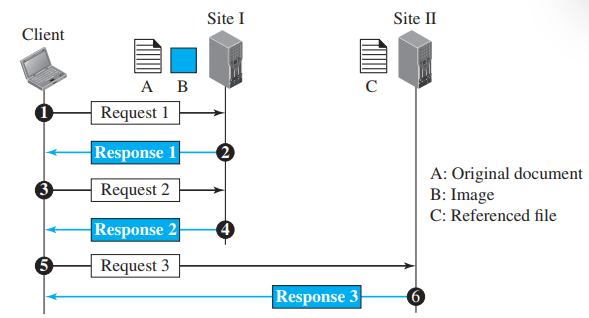 Site I
Site II
Client
A
B
C
1
Request 1
Response 1
2
3
Request 2
Response 2
4
5
Request 3
Response 3
6
A: Original document
B: Image
C: Referenced file